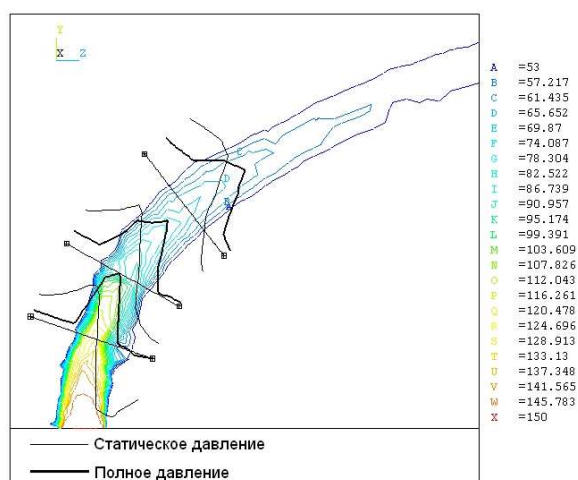 Y
X Z
A =53
B =57.217
C =61.435
D =65.652
E =69.87
F =74.087
G =78.304
H =82.522
I =86.739
J =90.957
K =95.174
L =99.391
M =103.609
N =107.826
O =112.043
P =116.261
Q =120.478
R =124.696
S =128.913
T =133.13
U =137.348
V =141.565
W =145.783
X =150
C
D
Статическое давление
Полное давление